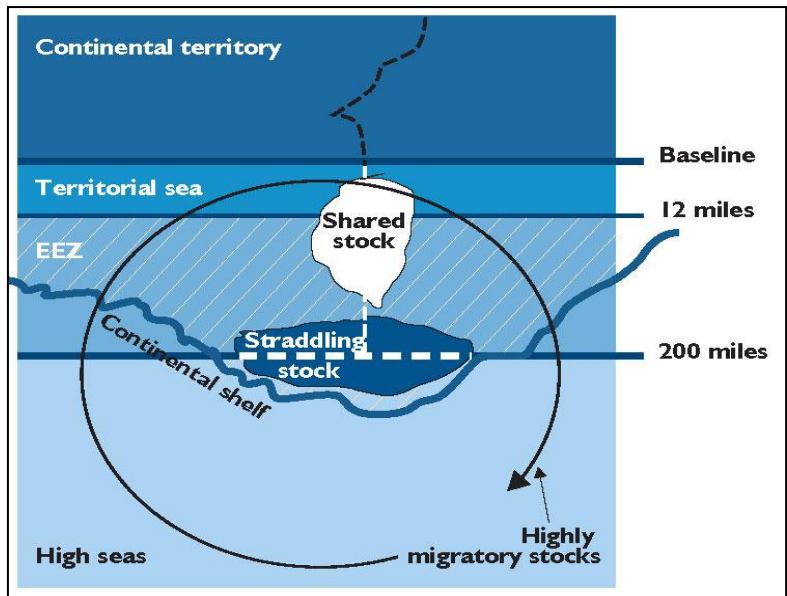 Continental territory
Baseline
Territorial sea
12 miles
Shared
stock
EEZ
Continental shelf
Straddling
stock
200 miles
Highly
migratory stocks
High seas